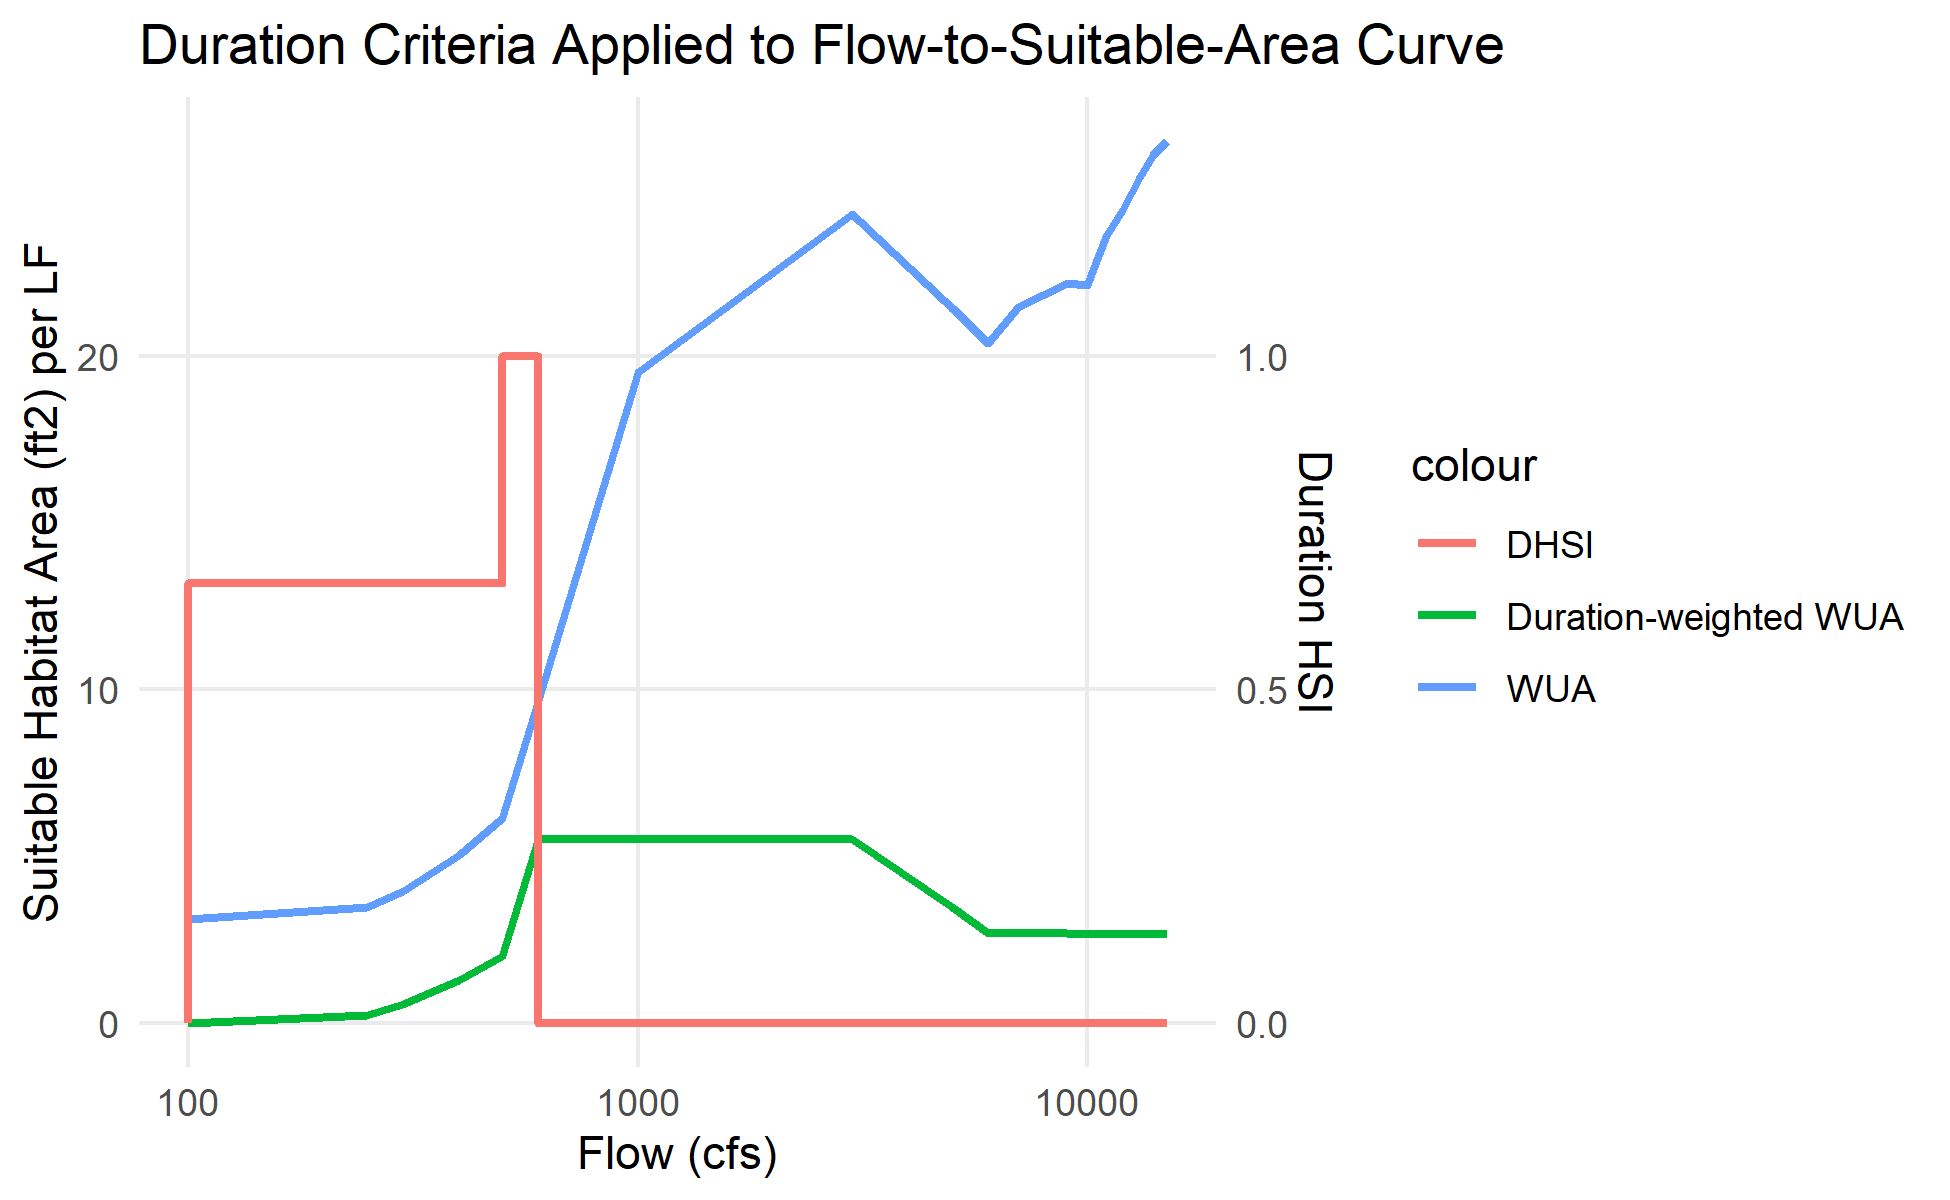 Duration Criteria Applied to Flow-to-Suitable-Area Curve
Suitable Habitat Area (ft2) per LF
20
10
0
1.0
0.5
0.0
Duration HSI
100
1000
10000
Flow (cfs)
colour
DHSI
Duration-weighted WUA
WUA